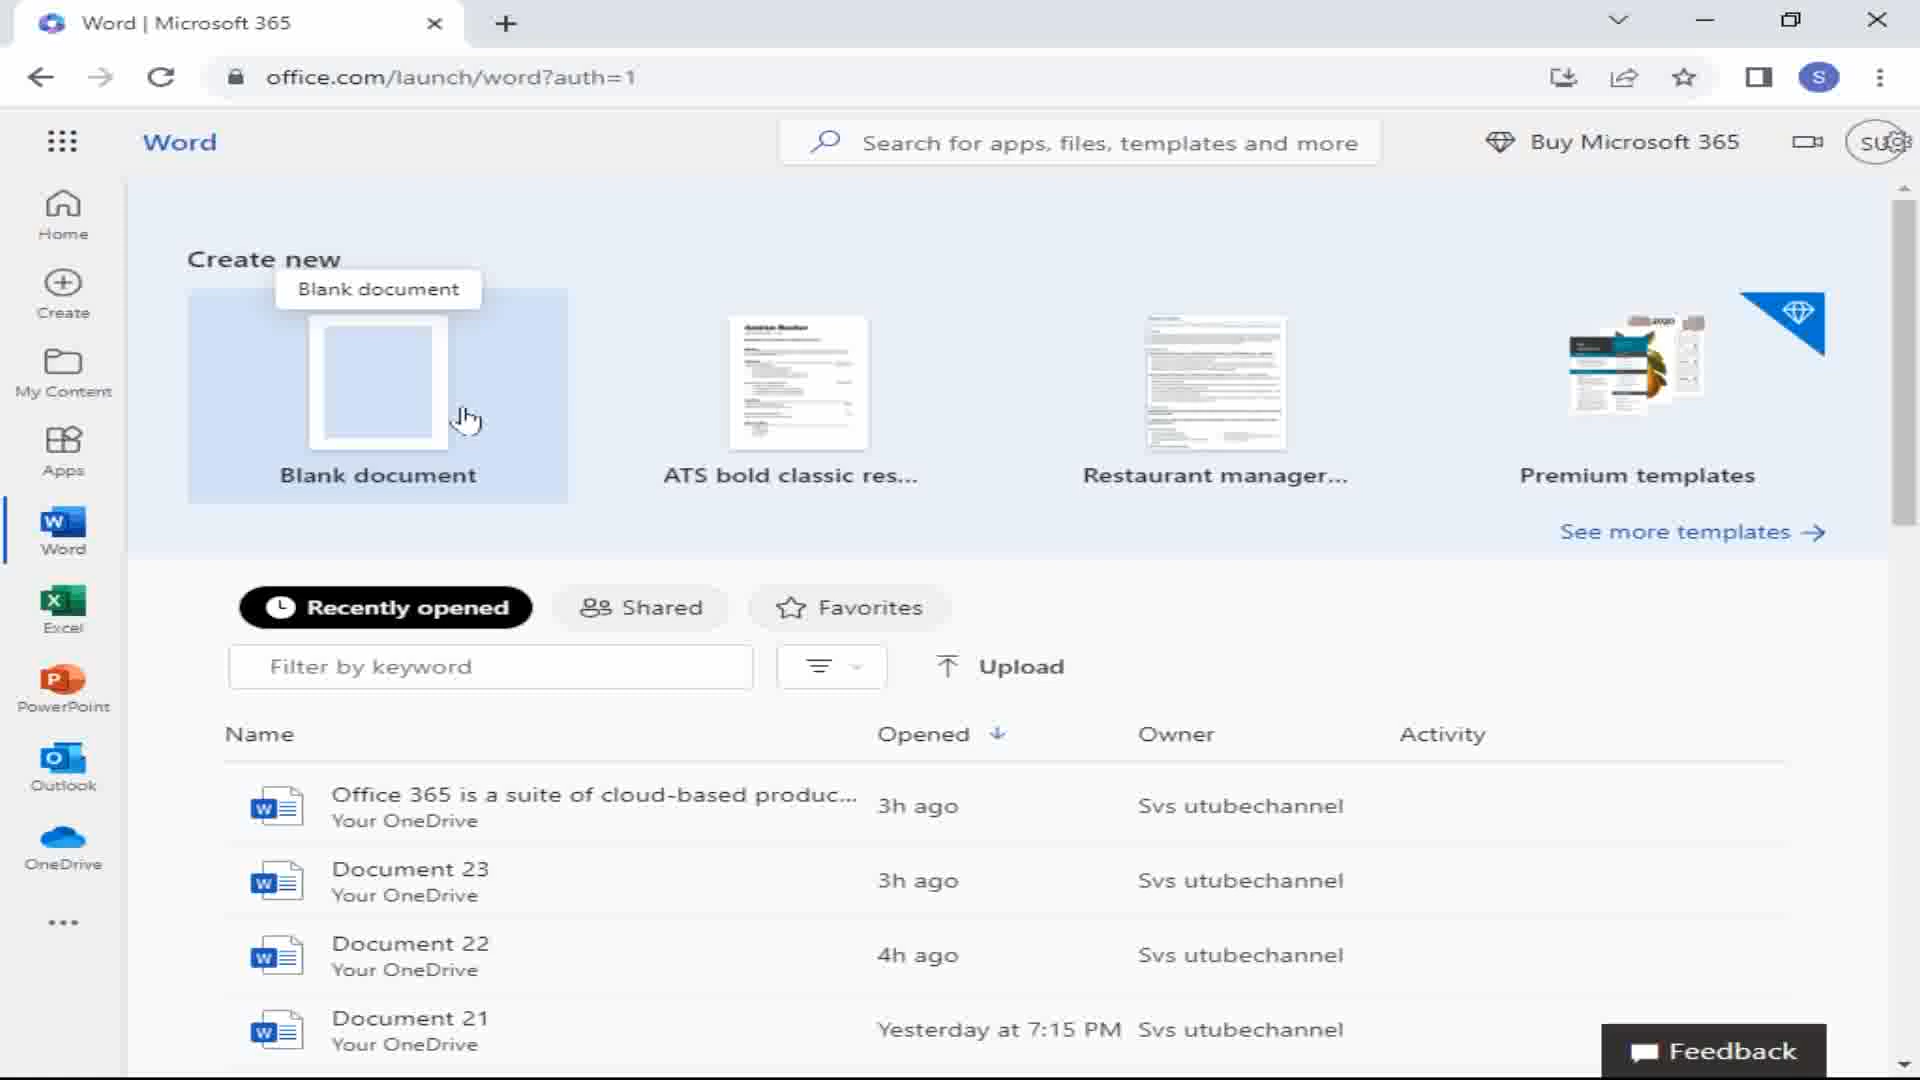 Word | Microsoft 365
office.com/launch/word?auth=1
S
Word
Search for apps, files, templates and more
Buy Microsoft 365
SU
Home
Create
My Content
Apps
Word
Excel
PowerPoint
Outlook
OneDrive
Create new
Blank document
Blank document
ATS bold classic res...
Restaurant manager...
2020
Premium templates
See more templates
Recently opened
Shared
Favorites
Filter by keyword
Upload
Name
Opened
Owner
Activity
Office 365 is a suite of cloud-based produc...
Your OneDrive
3h ago
Svs utubechannel
Document 23
Your OneDrive
3h ago
Svs utubechannel
Document 22
Your OneDrive
4h ago
Svs utubechannel
Document 21
Your OneDrive
Yesterday at 7:15 PM
Svs utubechannel
Feedback